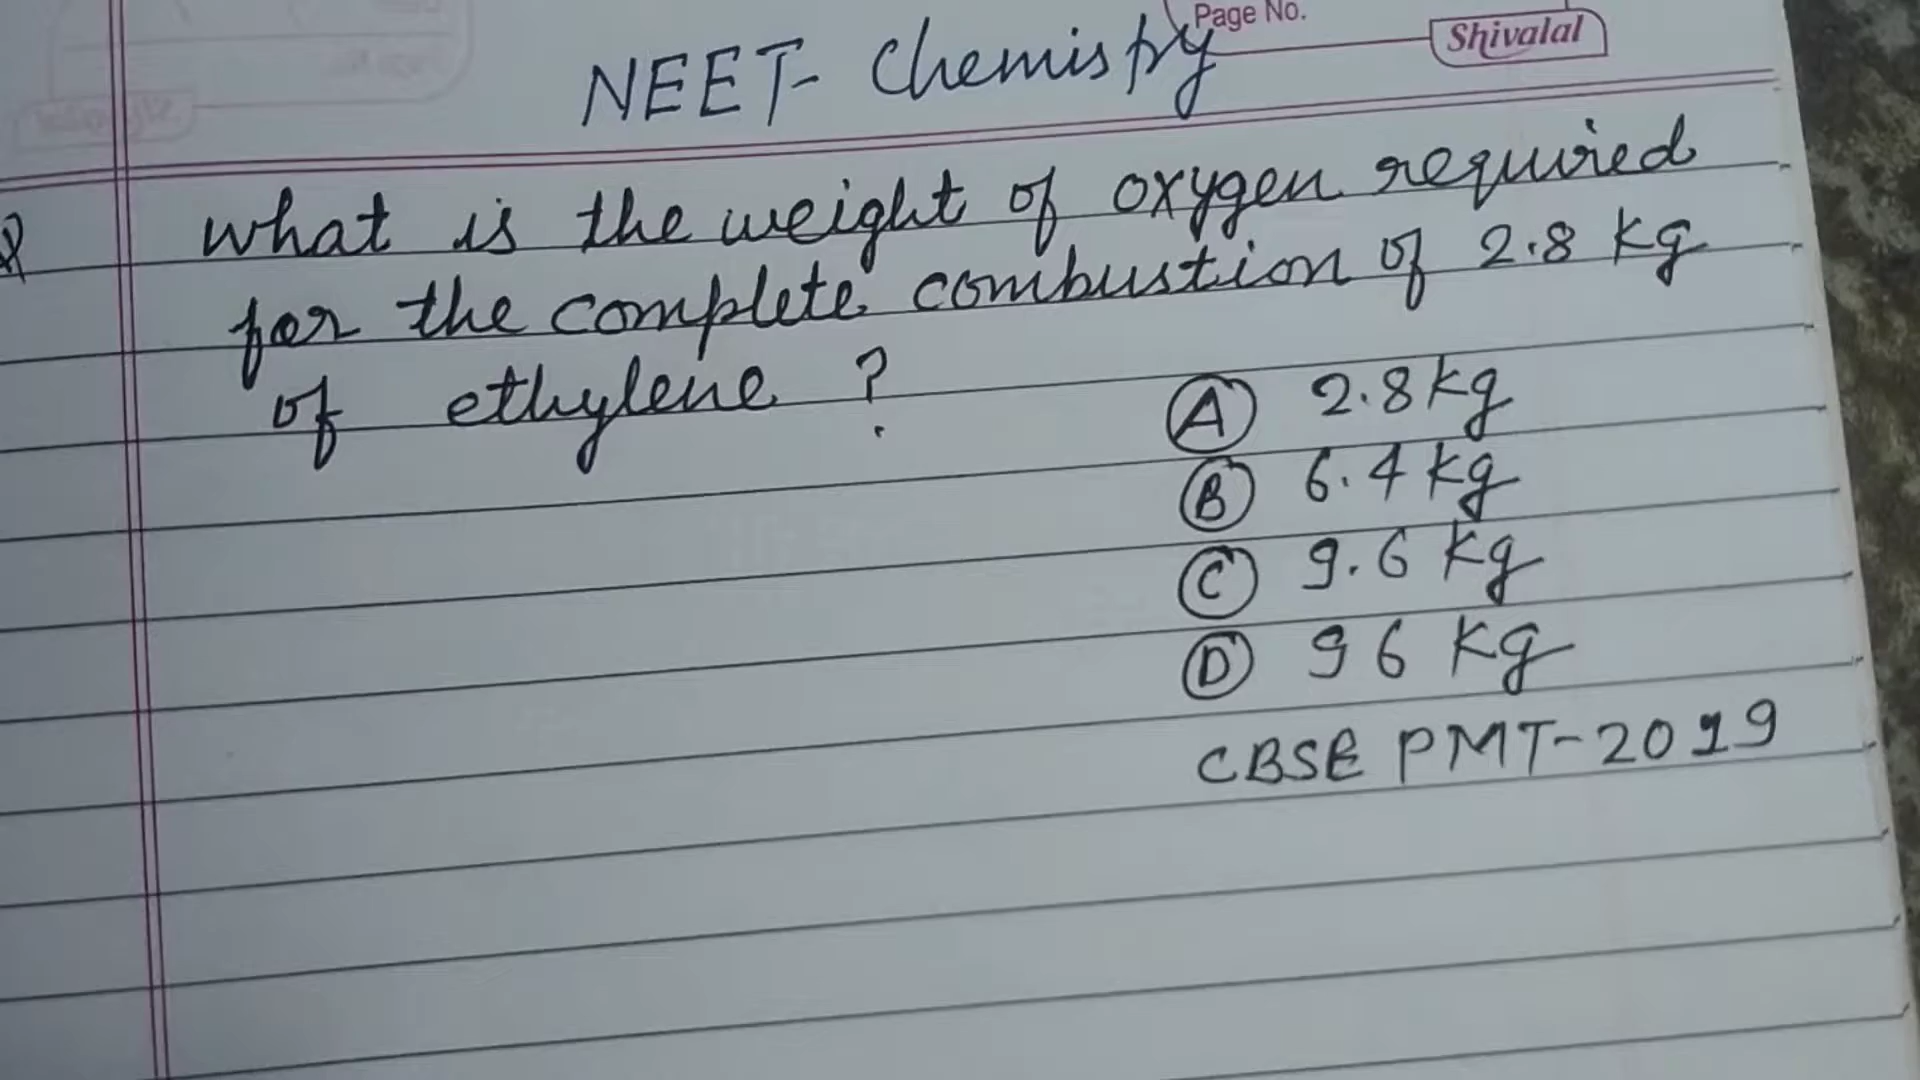 Page No.
Shivalal
NEET- Chemistry
Q what is the weight of oxygen required
for the complete combustion of 2.8 kg
of ethylene ?
A 2.8 kg
B 6.4 kg
C 9.6 kg
D 96 kg
CBSE PMT-2019